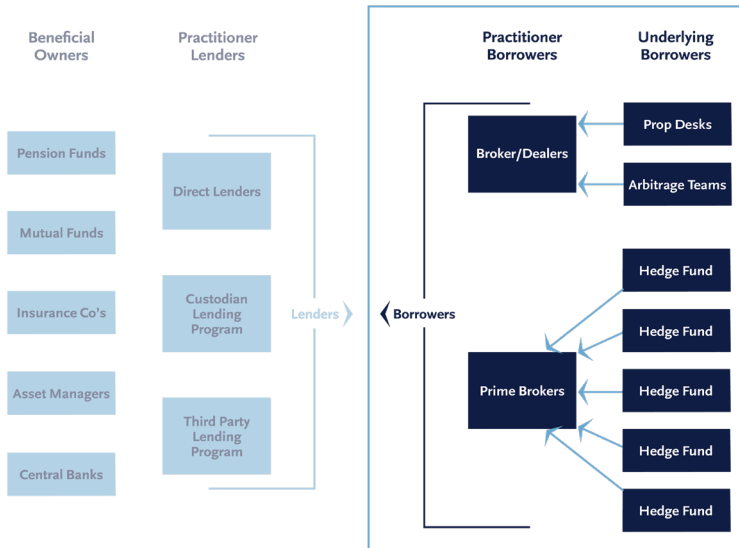 Beneficial
Owners
Practitioner
Lenders
Practitioner
Borrowers
Underlying
Borrowers
Pension Funds
Mutual Funds
Insurance Co's
Asset Managers
Central Banks
Direct Lenders
Custodian
Lending
Program
Third Party
Lending
Program
Lenders
Borrowers
Broker/Dealers
Prime Brokers
Prop Desks
Arbitrage Teams
Hedge Fund
Hedge Fund
Hedge Fund
Hedge Fund
Hedge Fund